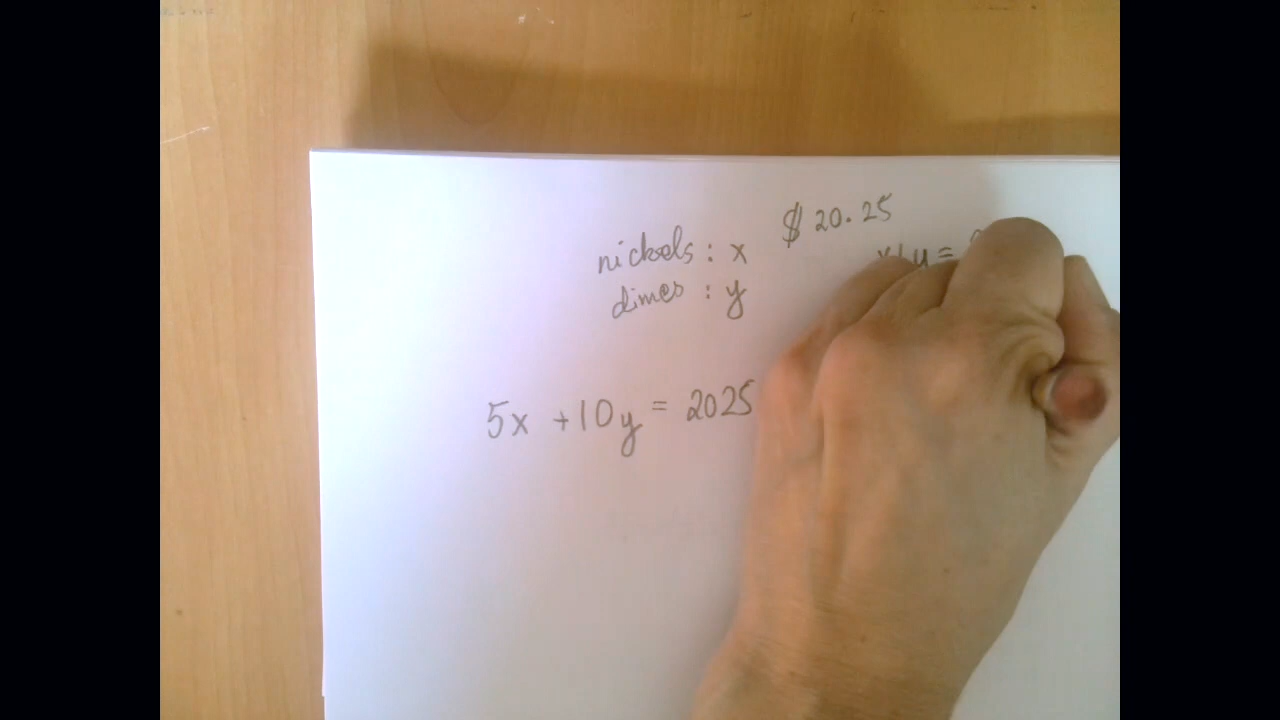 $ 20.25
nickels : x
x+y =
dimes : y
5x + 10y = 2025